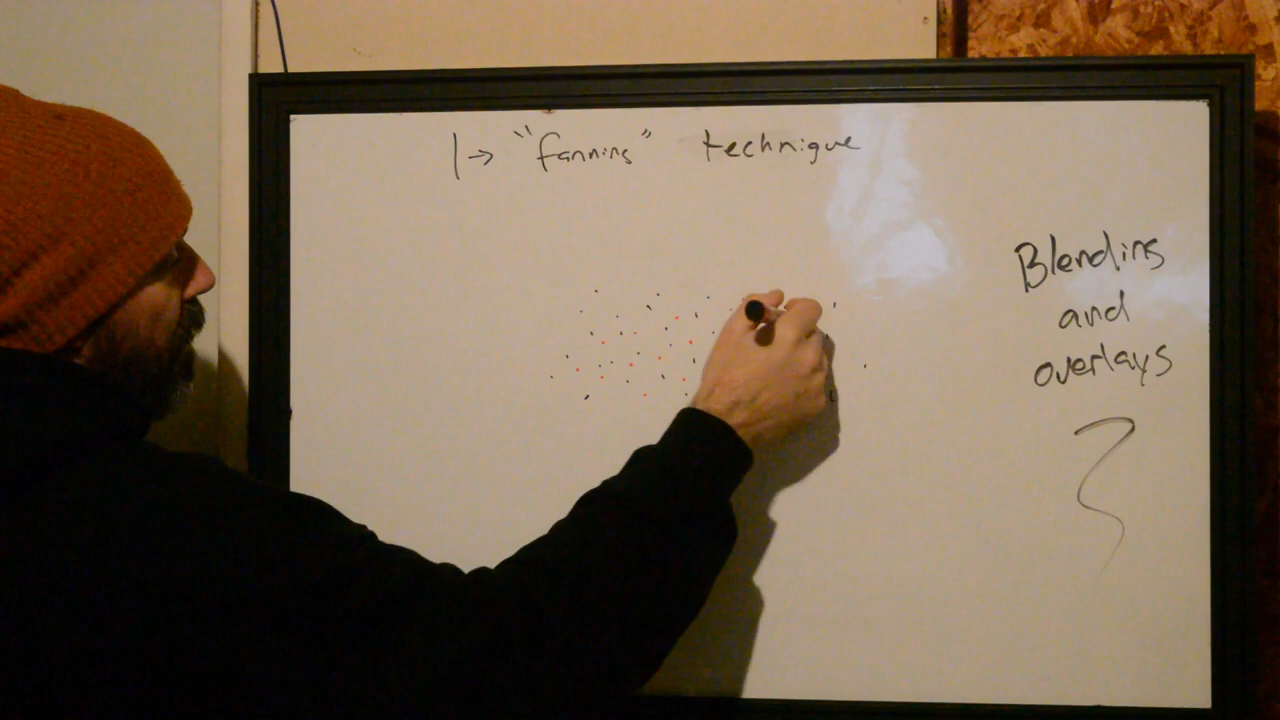 1→ "fanning" technique
Blending
and
overlays